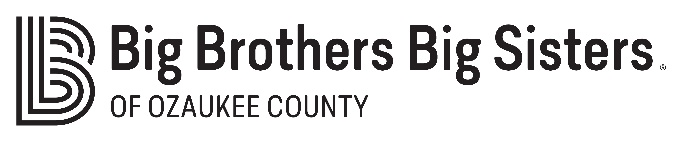 Big Brothers Big Sisters®
OF OZAUKEE COUNTY